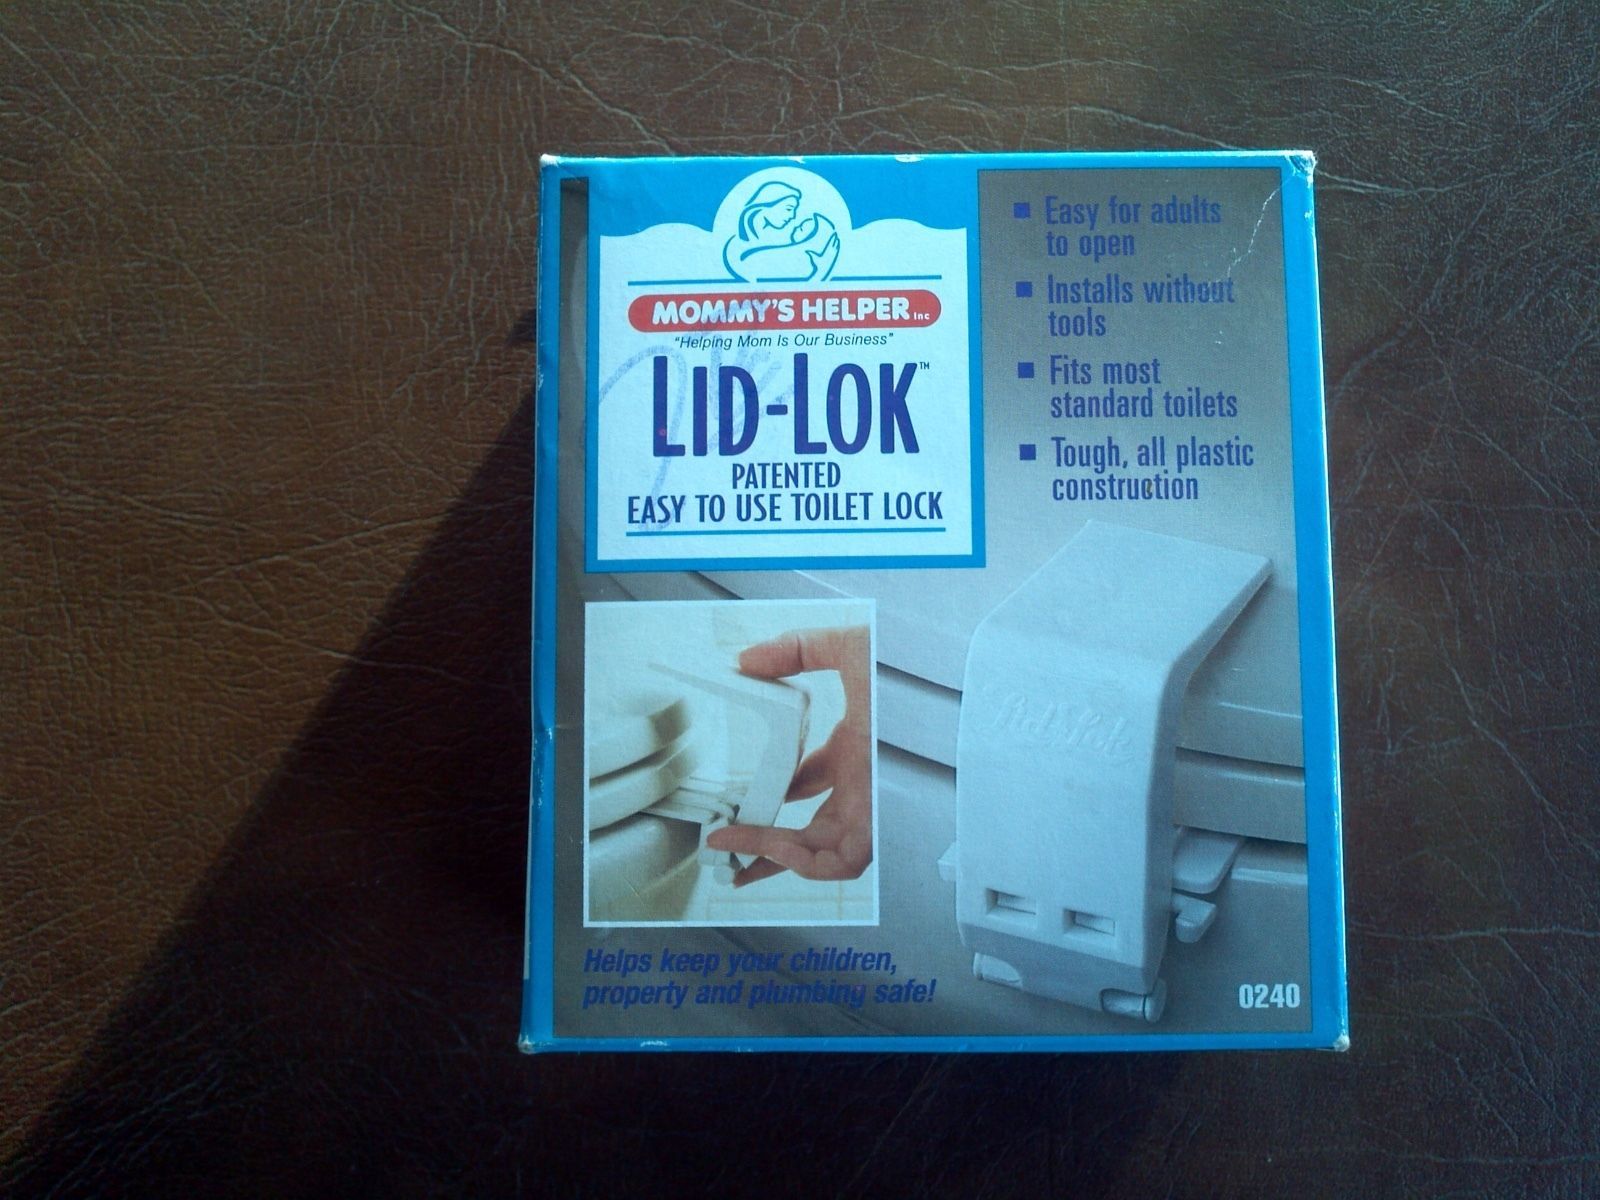 MOMMY'S HELPER Inc
"Helping Mom Is Our Business"
LID-LOK™
PATENTED
EASY TO USE TOILET LOCK
■ Easy for adults
to open
■ Installs without
tools
■ Fits most
standard toilets
■ Tough, all plastic
construction
Lid-Lok
Helps keep your children,
property and plumbing safe!
0240